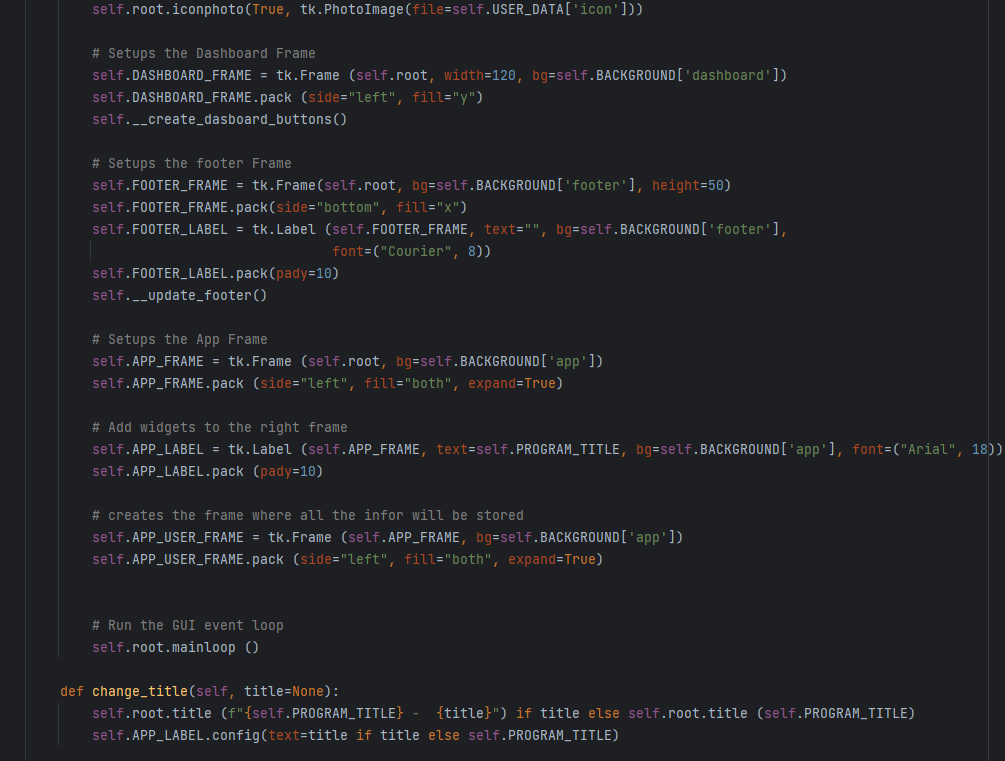 self.root.iconphoto(True, tk.PhotoImage(file=self.USER_DATA['icon']))
# Setups the Dashboard Frame
self.DASHBOARD_FRAME = tk.Frame (self.root, width=120, bg=self.BACKGROUND['dashboard'])
self.DASHBOARD_FRAME.pack (side="left", fill="y")
self.__create_dasboard_buttons()
# Setups the footer Frame
self.FOOTER_FRAME = tk.Frame(self.root, bg=self.BACKGROUND['footer'], height=50)
self.FOOTER_FRAME.pack(side="bottom", fill="x")
self.FOOTER_LABEL = tk.Label (self.FOOTER_FRAME, text="", bg=self.BACKGROUND['footer'],
font=("Courier", 8))
self.FOOTER_LABEL.pack(pady=10)
self.__update_footer()
# Setups the App Frame
self.APP_FRAME = tk.Frame (self.root, bg=self.BACKGROUND['app'])
self.APP_FRAME.pack (side="left", fill="both", expand=True)
# Add widgets to the right frame
self.APP_LABEL = tk.Label (self.APP_FRAME, text=self.PROGRAM_TITLE, bg=self.BACKGROUND['app'], font=("Arial", 18))
self.APP_LABEL.pack (pady=10)
# creates the frame where all the infor will be stored
self.APP_USER_FRAME = tk.Frame (self.APP_FRAME, bg=self.BACKGROUND['app'])
self.APP_USER_FRAME.pack (side="left", fill="both", expand=True)
# Run the GUI event loop
self.root.mainloop ()
def change_title(self, title=None):
self.root.title (f"{self.PROGRAM_TITLE} -  {title}") if title else self.root.title (self.PROGRAM_TITLE)
self.APP_LABEL.config(text=title if title else self.PROGRAM_TITLE)